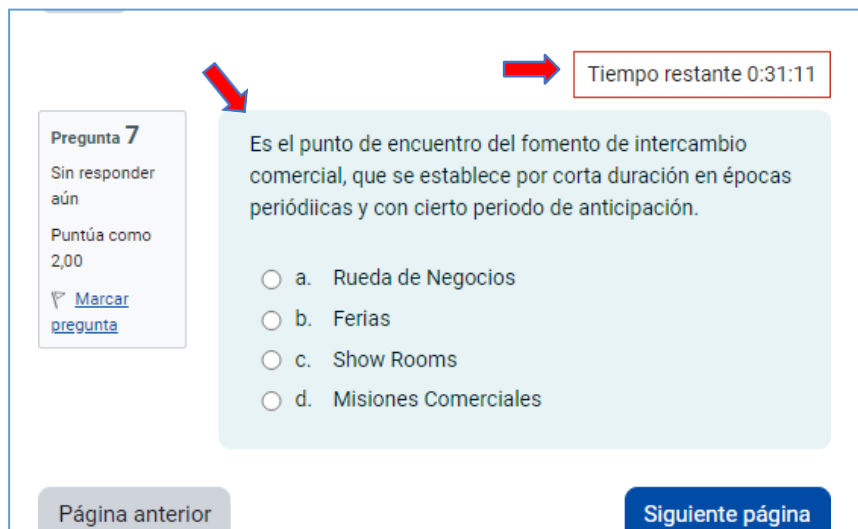 Tiempo restante 0:31:11
Pregunta 7
Sin responder
aún
Puntúa como
2,00
Marcar
pregunta
Es el punto de encuentro del fomento de intercambio
comercial, que se establece por corta duración en épocas
periódiicas y con cierto periodo de anticipación.
a. Rueda de Negocios
b. Ferias
c. Show Rooms
d. Misiones Comerciales
Página anterior
Siguiente página